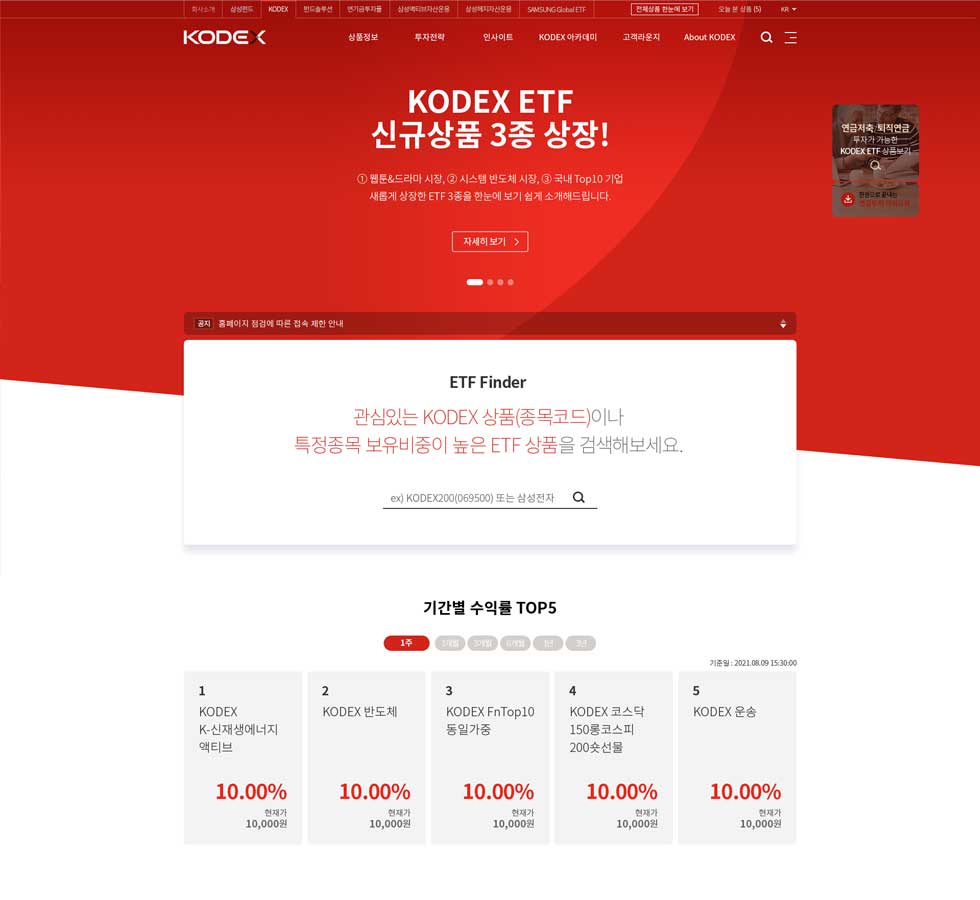 회사소개
삼성펀드
KODEX
펀드솔루션
연기금투자풀
삼성액티브자산운용
삼성헤지자산운용
SAMSUNG Global ETF
전체상품 한눈에 보기
오늘 본 상품 (5)
KR
KODEX
상품정보
투자전략
인사이트
KODEX 아카데미
고객라운지
About KODEX
KODEX ETF
신규상품 3종 상장!
① 웹툰&드라마 시장, ② 시스템 반도체 시장, ③ 국내 Top10 기업
새롭게 상장한 ETF 3종을 한눈에 보기 쉽게 소개해드립니다.
자세히 보기
연금저축, 퇴직연금
투자가 가능한
KODEX ETF 상품보기
한권으로 끝내는
공지 홈페이지 점검에 따른 접속 제한 안내
ETF Finder
관심있는 KODEX 상품(종목코드)이나
특정종목 보유비중이 높은 ETF 상품을 검색해보세요.
ex) KODEX200(069500) 또는 삼성전자
기간별 수익률 TOP5
1주 1개월 3개월 6개월 1년 3년
기준일 : 2021.08.09 15:30:00
1
KODEX
K-신재생에너지
액티브
10.00%
현재가
10,000원
2
KODEX 반도체
10.00%
현재가
10,000원
3
KODEX FnTop10
동일가중
10.00%
현재가
10,000원
4
KODEX 코스닥
150롱코스피
200숏선물
10.00%
현재가
10,000원
5
KODEX 운송
10.00%
현재가
10,000원